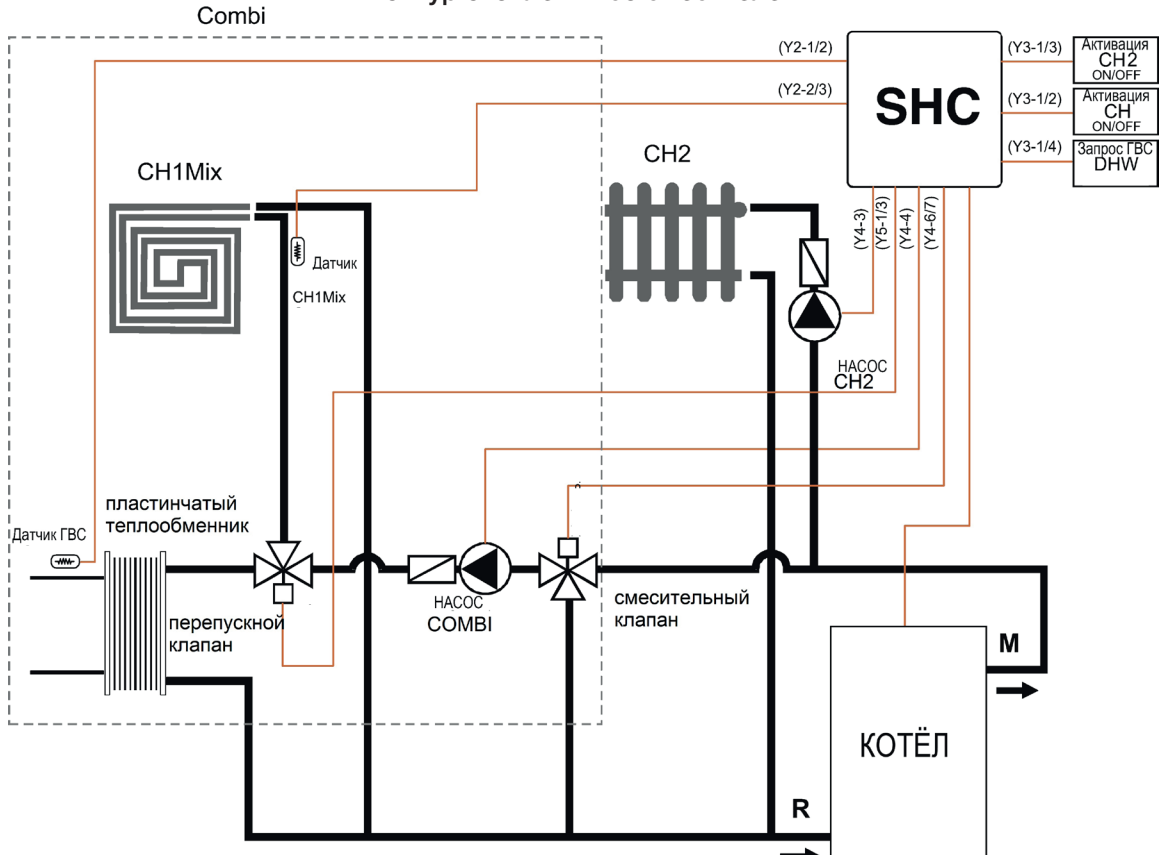 Combi
(Y2-1/2)
(Y3-1/3)
Активация
CH2
ON/OFF
(Y2-2/3)
SHC
(Y3-1/2)
Активация
CH
ON/OFF
(Y3-1/4)
Запрос ГВС
DHW
CH1Mix
CH2
(Y4-3)
(Y5-1/3)
(Y4-4)
(Y4-6/7)
Датчик
CH1Mix
НАСОС
CH2
пластинчатый
теплообменник
Датчик ГВС
НАСОС
COMBI
смесительный
клапан
перепускной
клапан
M
КОТЁЛ
R